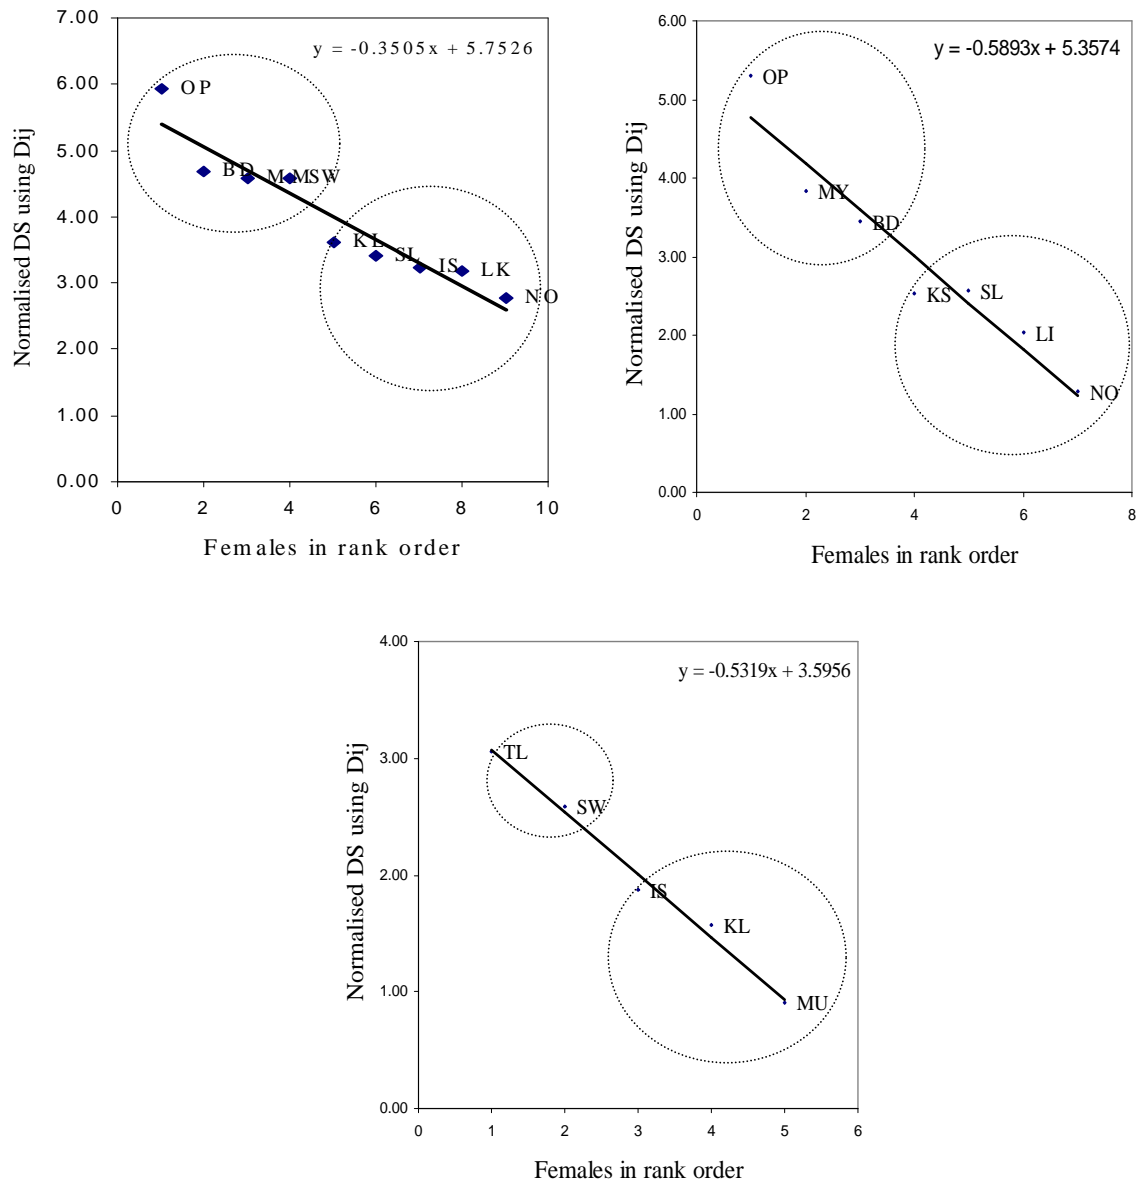 7.00
6.00
5.00
4.00
3.00
2.00
1.00
0.00
y = -0.3505x + 5.7526
OP
BD
SW
KL
SL
IS
LK
NO
0 2 4 6 8 10
Females in rank order
Normalised DS using Dij
6.00
5.00
4.00
3.00
2.00
1.00
0.00
y = -0.5893x + 5.3574
OP
MY
BD
KS
SL
LI
NO
0 2 4 6 8
Females in rank order
Normalised DS using Dij
4.00
3.00
2.00
1.00
0.00
y = -0.5319x + 3.5956
TL
SW
IS
KL
MU
0 1 2 3 4 5 6
Females in rank order
Normalised DS using Dij